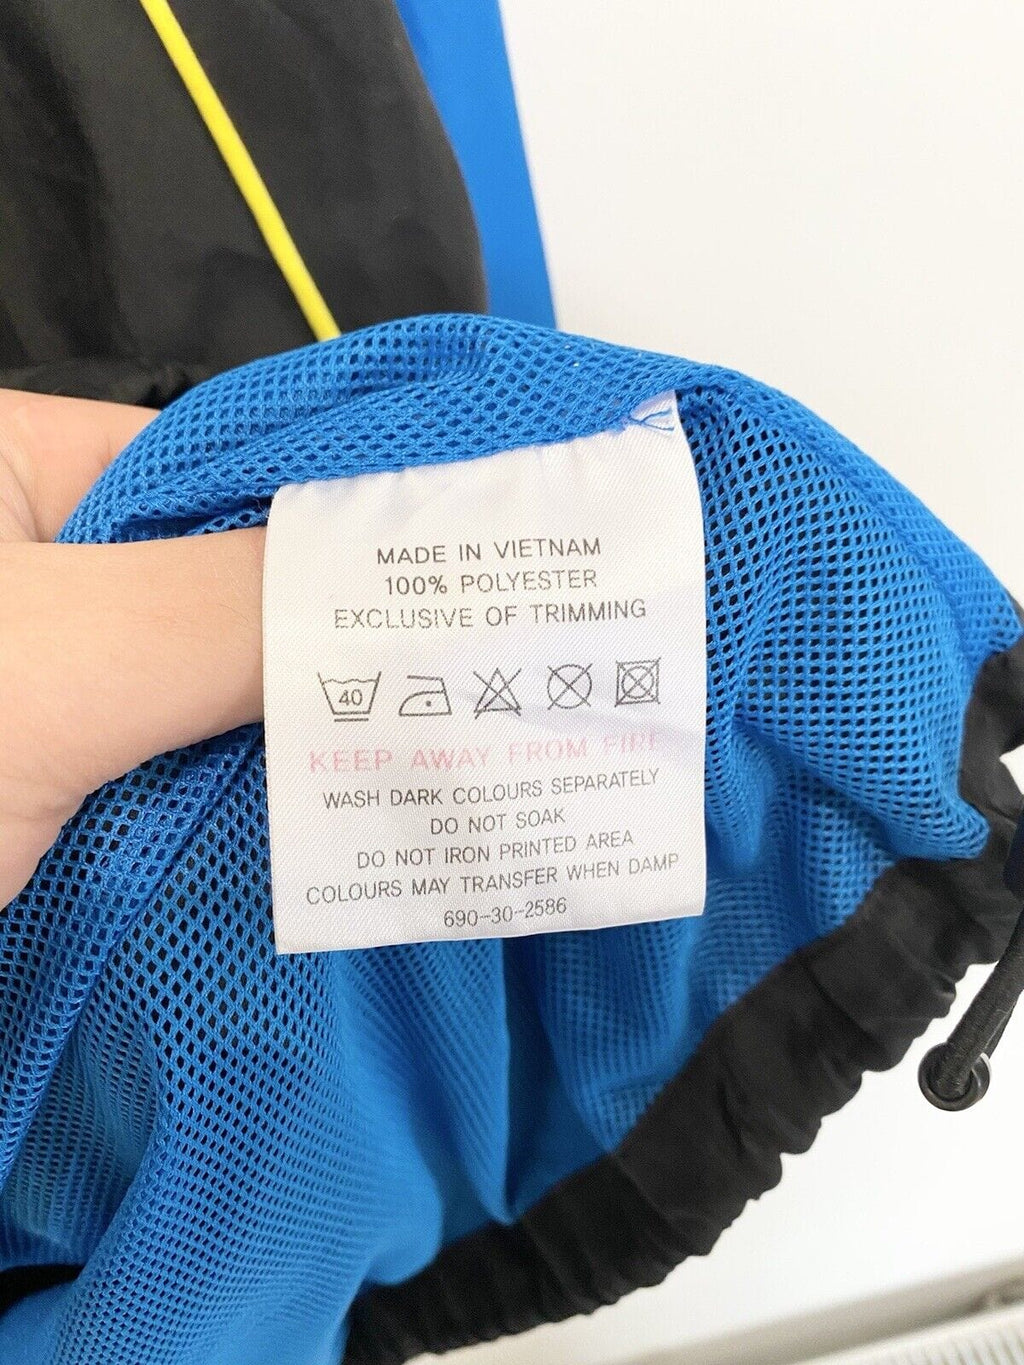 MADE IN VIETNAM
100% POLYESTER
EXCLUSIVE OF TRIMMING
40
KEEP AWAY FROM FIRE
WASH DARK COLOURS SEPARATELY
DO NOT SOAK
DO NOT IRON PRINTED AREA
COLOURS MAY TRANSFER WHEN DAMP
690-30-2586